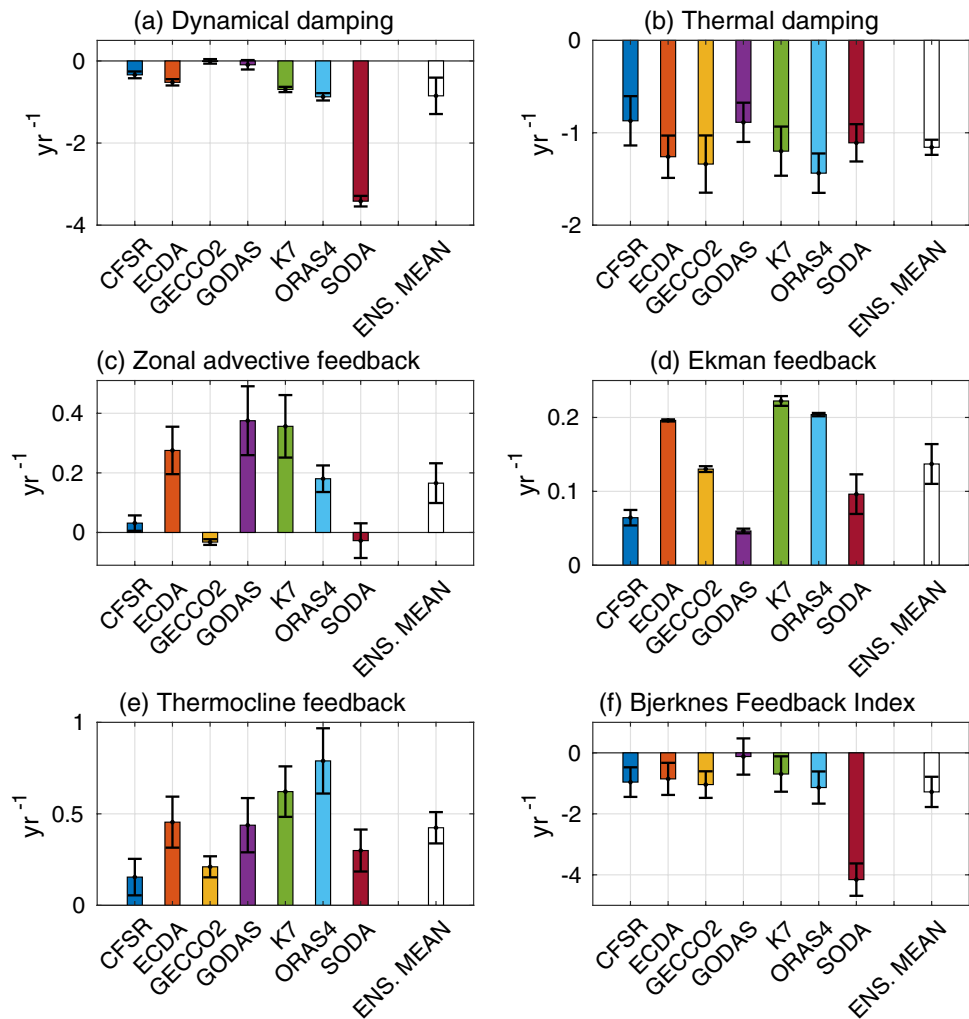 (a) Dynamical damping
yr⁻¹
0
-2
-4
CFSR
ECDA
GECCO2
GODAS
K7
ORAS4
SODA
ENS. MEAN
(b) Thermal damping
yr⁻¹
0
-1
-2
CFSR
ECDA
GECCO2
GODAS
K7
ORAS4
SODA
ENS. MEAN
(c) Zonal advective feedback
yr⁻¹
0.4
0.2
0
CFSR
ECDA
GECCO2
GODAS
K7
ORAS4
SODA
ENS. MEAN
(d) Ekman feedback
yr⁻¹
0.2
0.1
0
CFSR
ECDA
GECCO2
GODAS
K7
ORAS4
SODA
ENS. MEAN
(e) Thermocline feedback
yr⁻¹
1
0.5
0
CFSR
ECDA
GECCO2
GODAS
K7
ORAS4
SODA
ENS. MEAN
(f) Bjerknes Feedback Index
yr⁻¹
0
-2
-4
CFSR
ECDA
GECCO2
GODAS
K7
ORAS4
SODA
ENS. MEAN